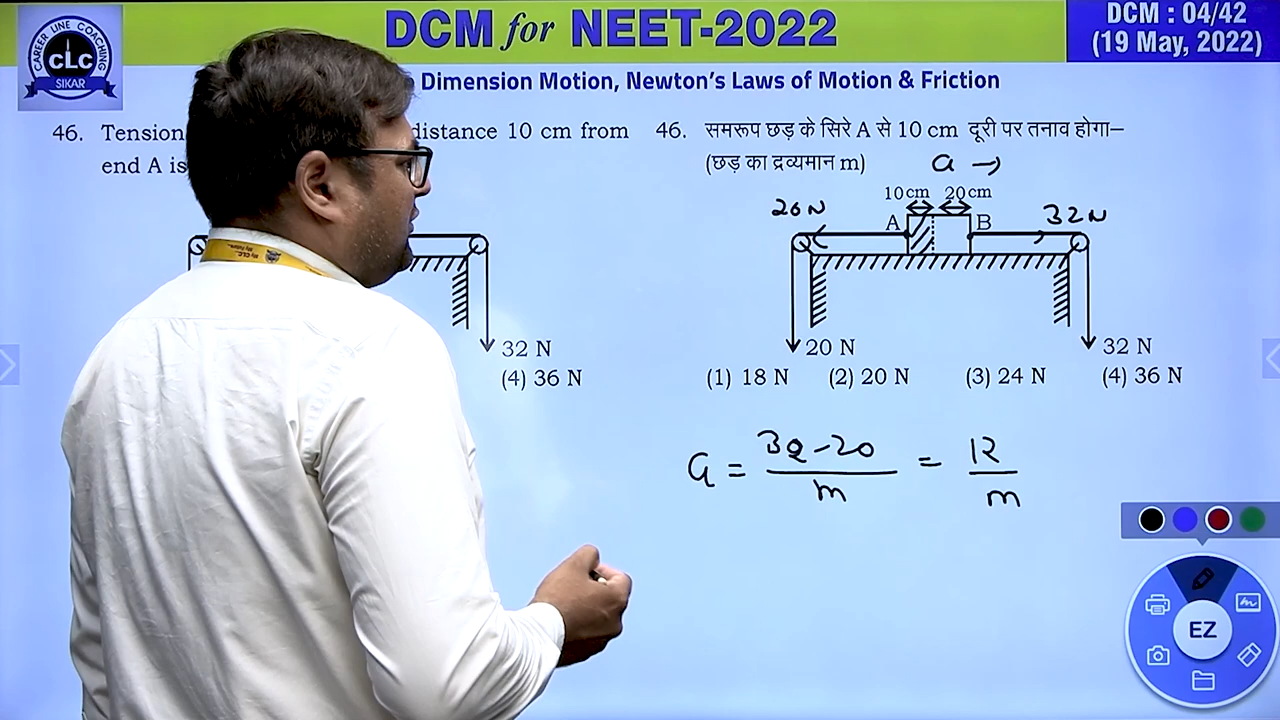 CAREER LINE COACHING
CLC
SIKAR
DCM for NEET-2022
DCM : 04/42
(19 May, 2022)
Dimension Motion, Newton's Laws of Motion & Friction
46. Tension distance 10 cm from
end A is
32 N
(4) 36 N
46. समरूप छड़ के सिरे A से 10 cm दूरी पर तनाव होगा–
(छड़ का द्रव्यमान m) a →
10cm 20cm
20N A B 32N
20 N 32 N
(1) 18 N (2) 20 N (3) 24 N (4) 36 N
a = 32-20 / m = 12 / m
EZ